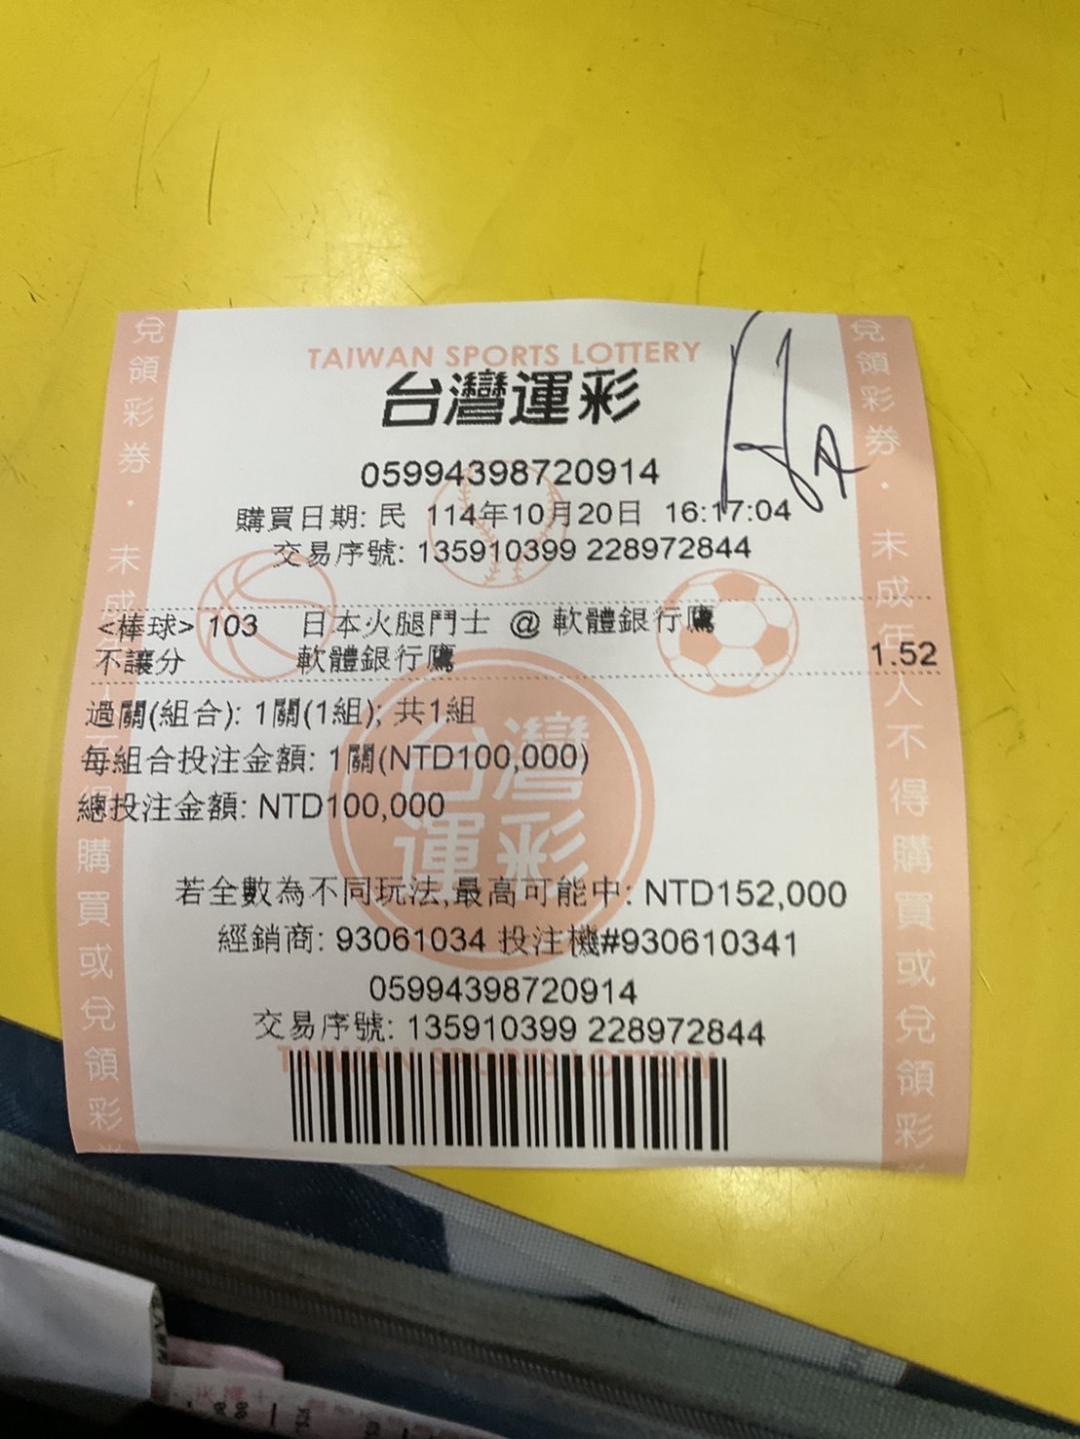 TAIWAN SPORTS LOTTERY
台灣運彩
05994398720914
購買日期: 民 114年10月20日 16:17:04
交易序號: 135910399 228972844
<棒球> 103 日本火腿鬥士 @ 軟體銀行鷹
不讓分 軟體銀行鷹 1.52
過關(組合): 1關(1組); 共1組
每組合投注金額: 1關(NTD100,000)
總投注金額: NTD100,000
台灣運彩
若全數為不同玩法,最高可能中: NTD152,000
經銷商: 93061034 投注機#930610341
05994398720914
交易序號: 135910399 228972844
TAIWAN SPORTS LOTTERY
兌領彩券．未成年人不得購買或兌領彩券
兌領彩券．未成年人不得購買或兌領彩